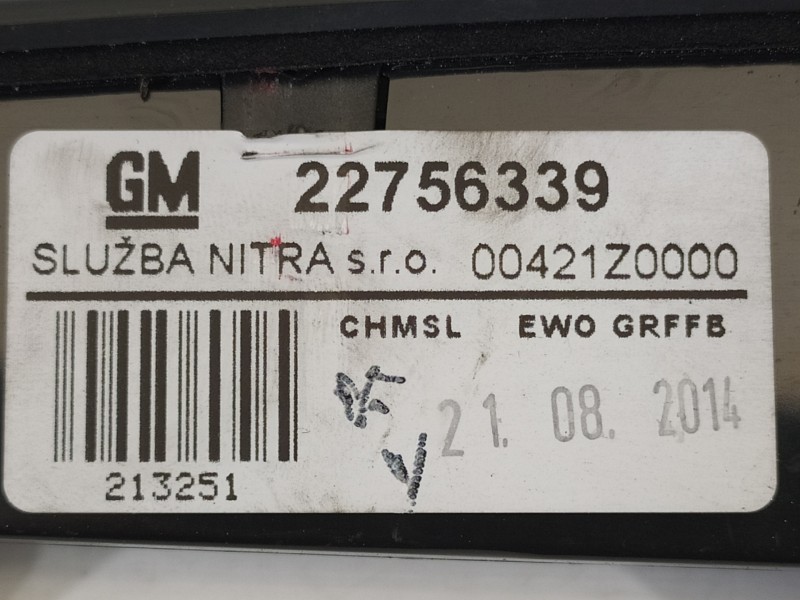 GM 22756339
SLUŽBA NITRA s.r.o. 00421Z0000
CHMSL EWO GRFFB
21. 08. 2014
213251